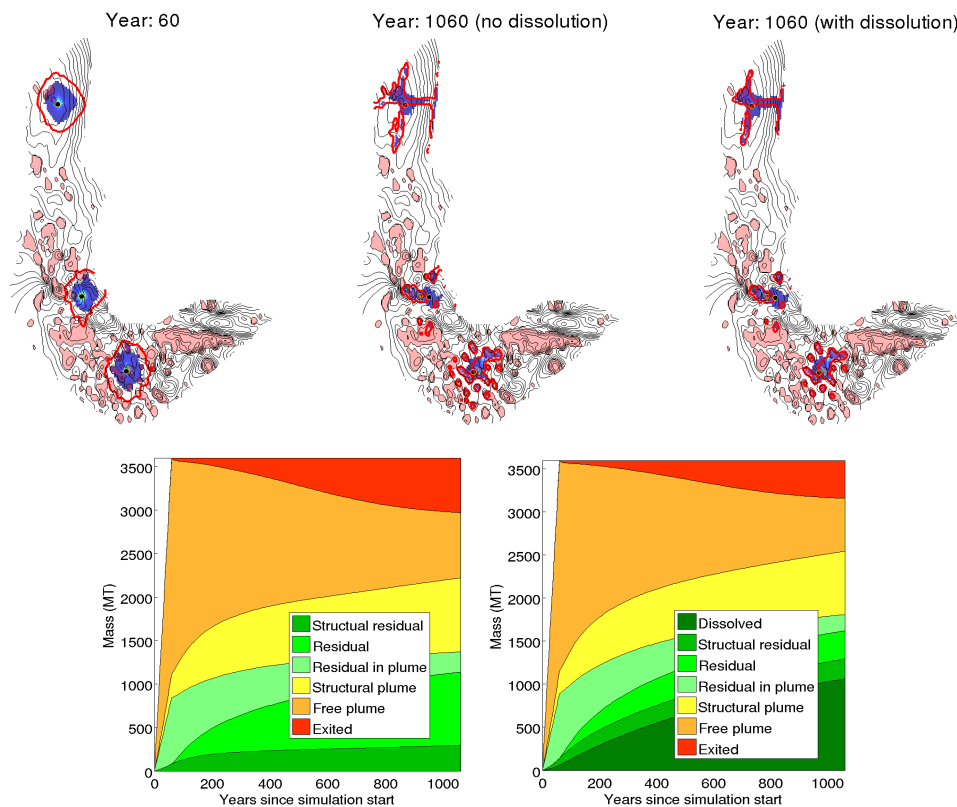 Year: 60
Year: 1060 (no dissolution)
Year: 1060 (with dissolution)
3500
3000
2500
2000
1500
1000
500
0
Mass (MT)
Structual residual
Residual
Residual in plume
Structural plume
Free plume
Exited
0 200 400 600 800 1000
Years since simulation start
3500
3000
2500
2000
1500
1000
500
0
Mass (MT)
Dissolved
Structual residual
Residual
Residual in plume
Structural plume
Free plume
Exited
0 200 400 600 800 1000
Years since simulation start